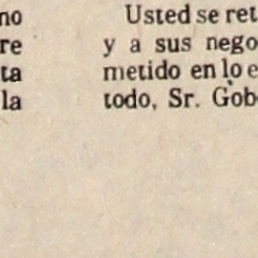 no
re
ta
la
Usted se ret
y a sus nego
metido en lo e
todo, Sr. Gob